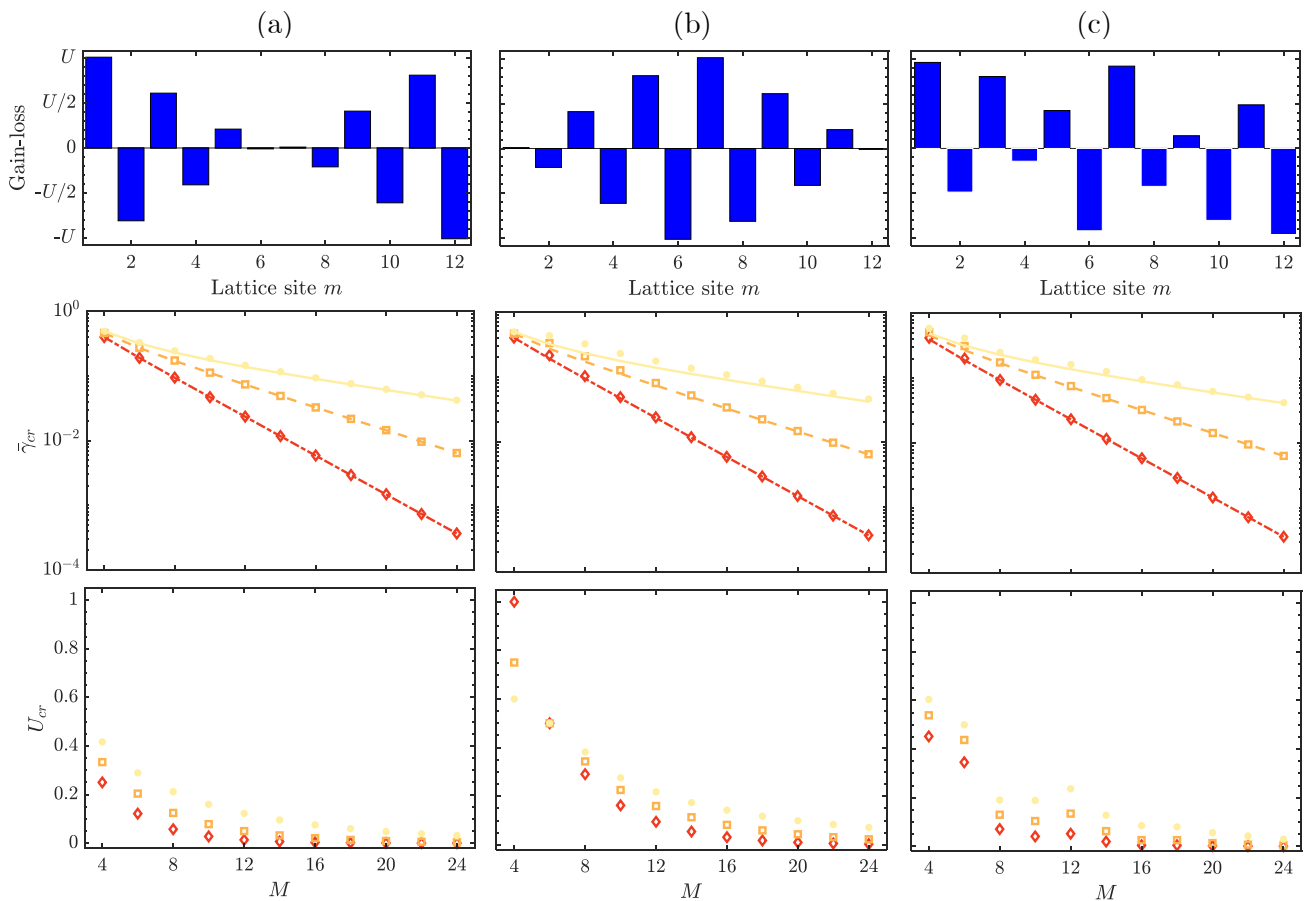 (a) (b) (c)
Gain-loss
U
U/2
0
-U/2
-U
2 4 6 8 10 12
Lattice site m
2 4 6 8 10 12
Lattice site m
2 4 6 8 10 12
Lattice site m
γ̄cr
10⁰
10⁻²
10⁻⁴
Ucr
1
0.8
0.6
0.4
0.2
0
4 8 12 16 20 24
M
4 8 12 16 20 24
M
4 8 12 16 20 24
M